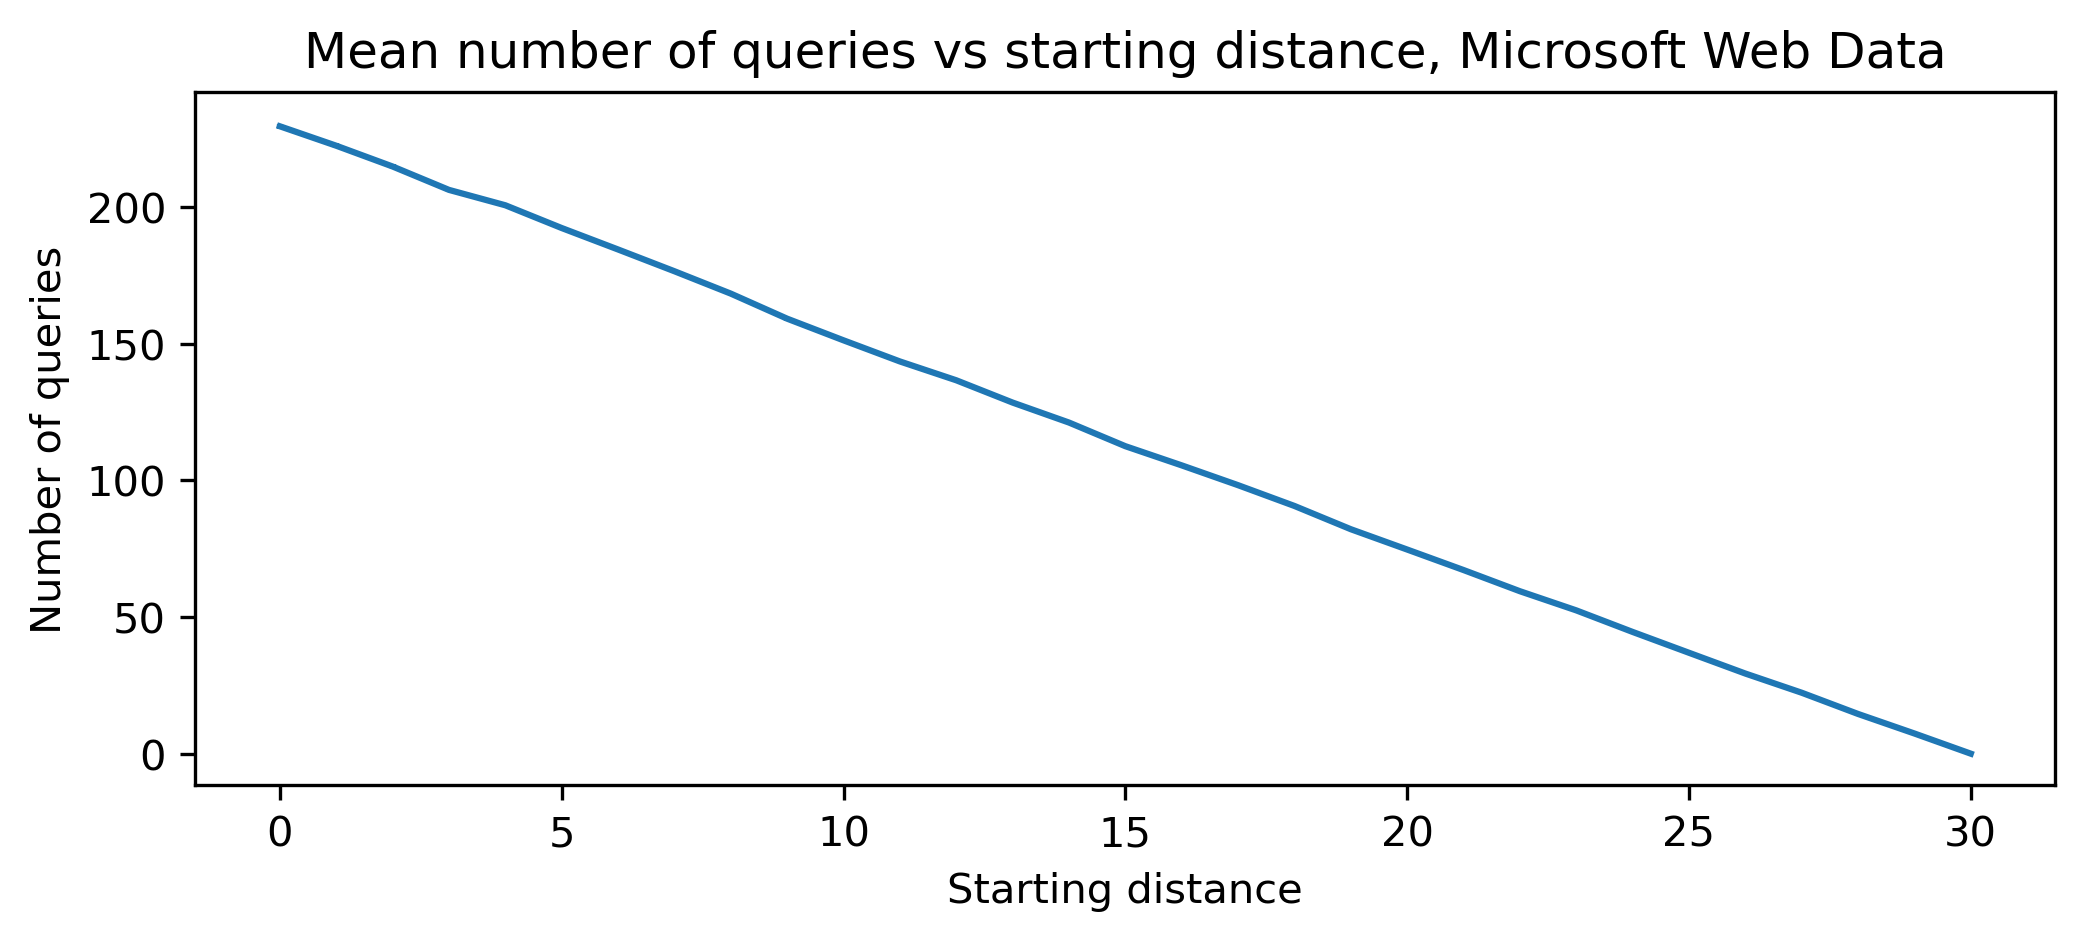 Mean number of queries vs starting distance, Microsoft Web Data
Number of queries
200
150
100
50
0
0 5 10 15 20 25 30
Starting distance